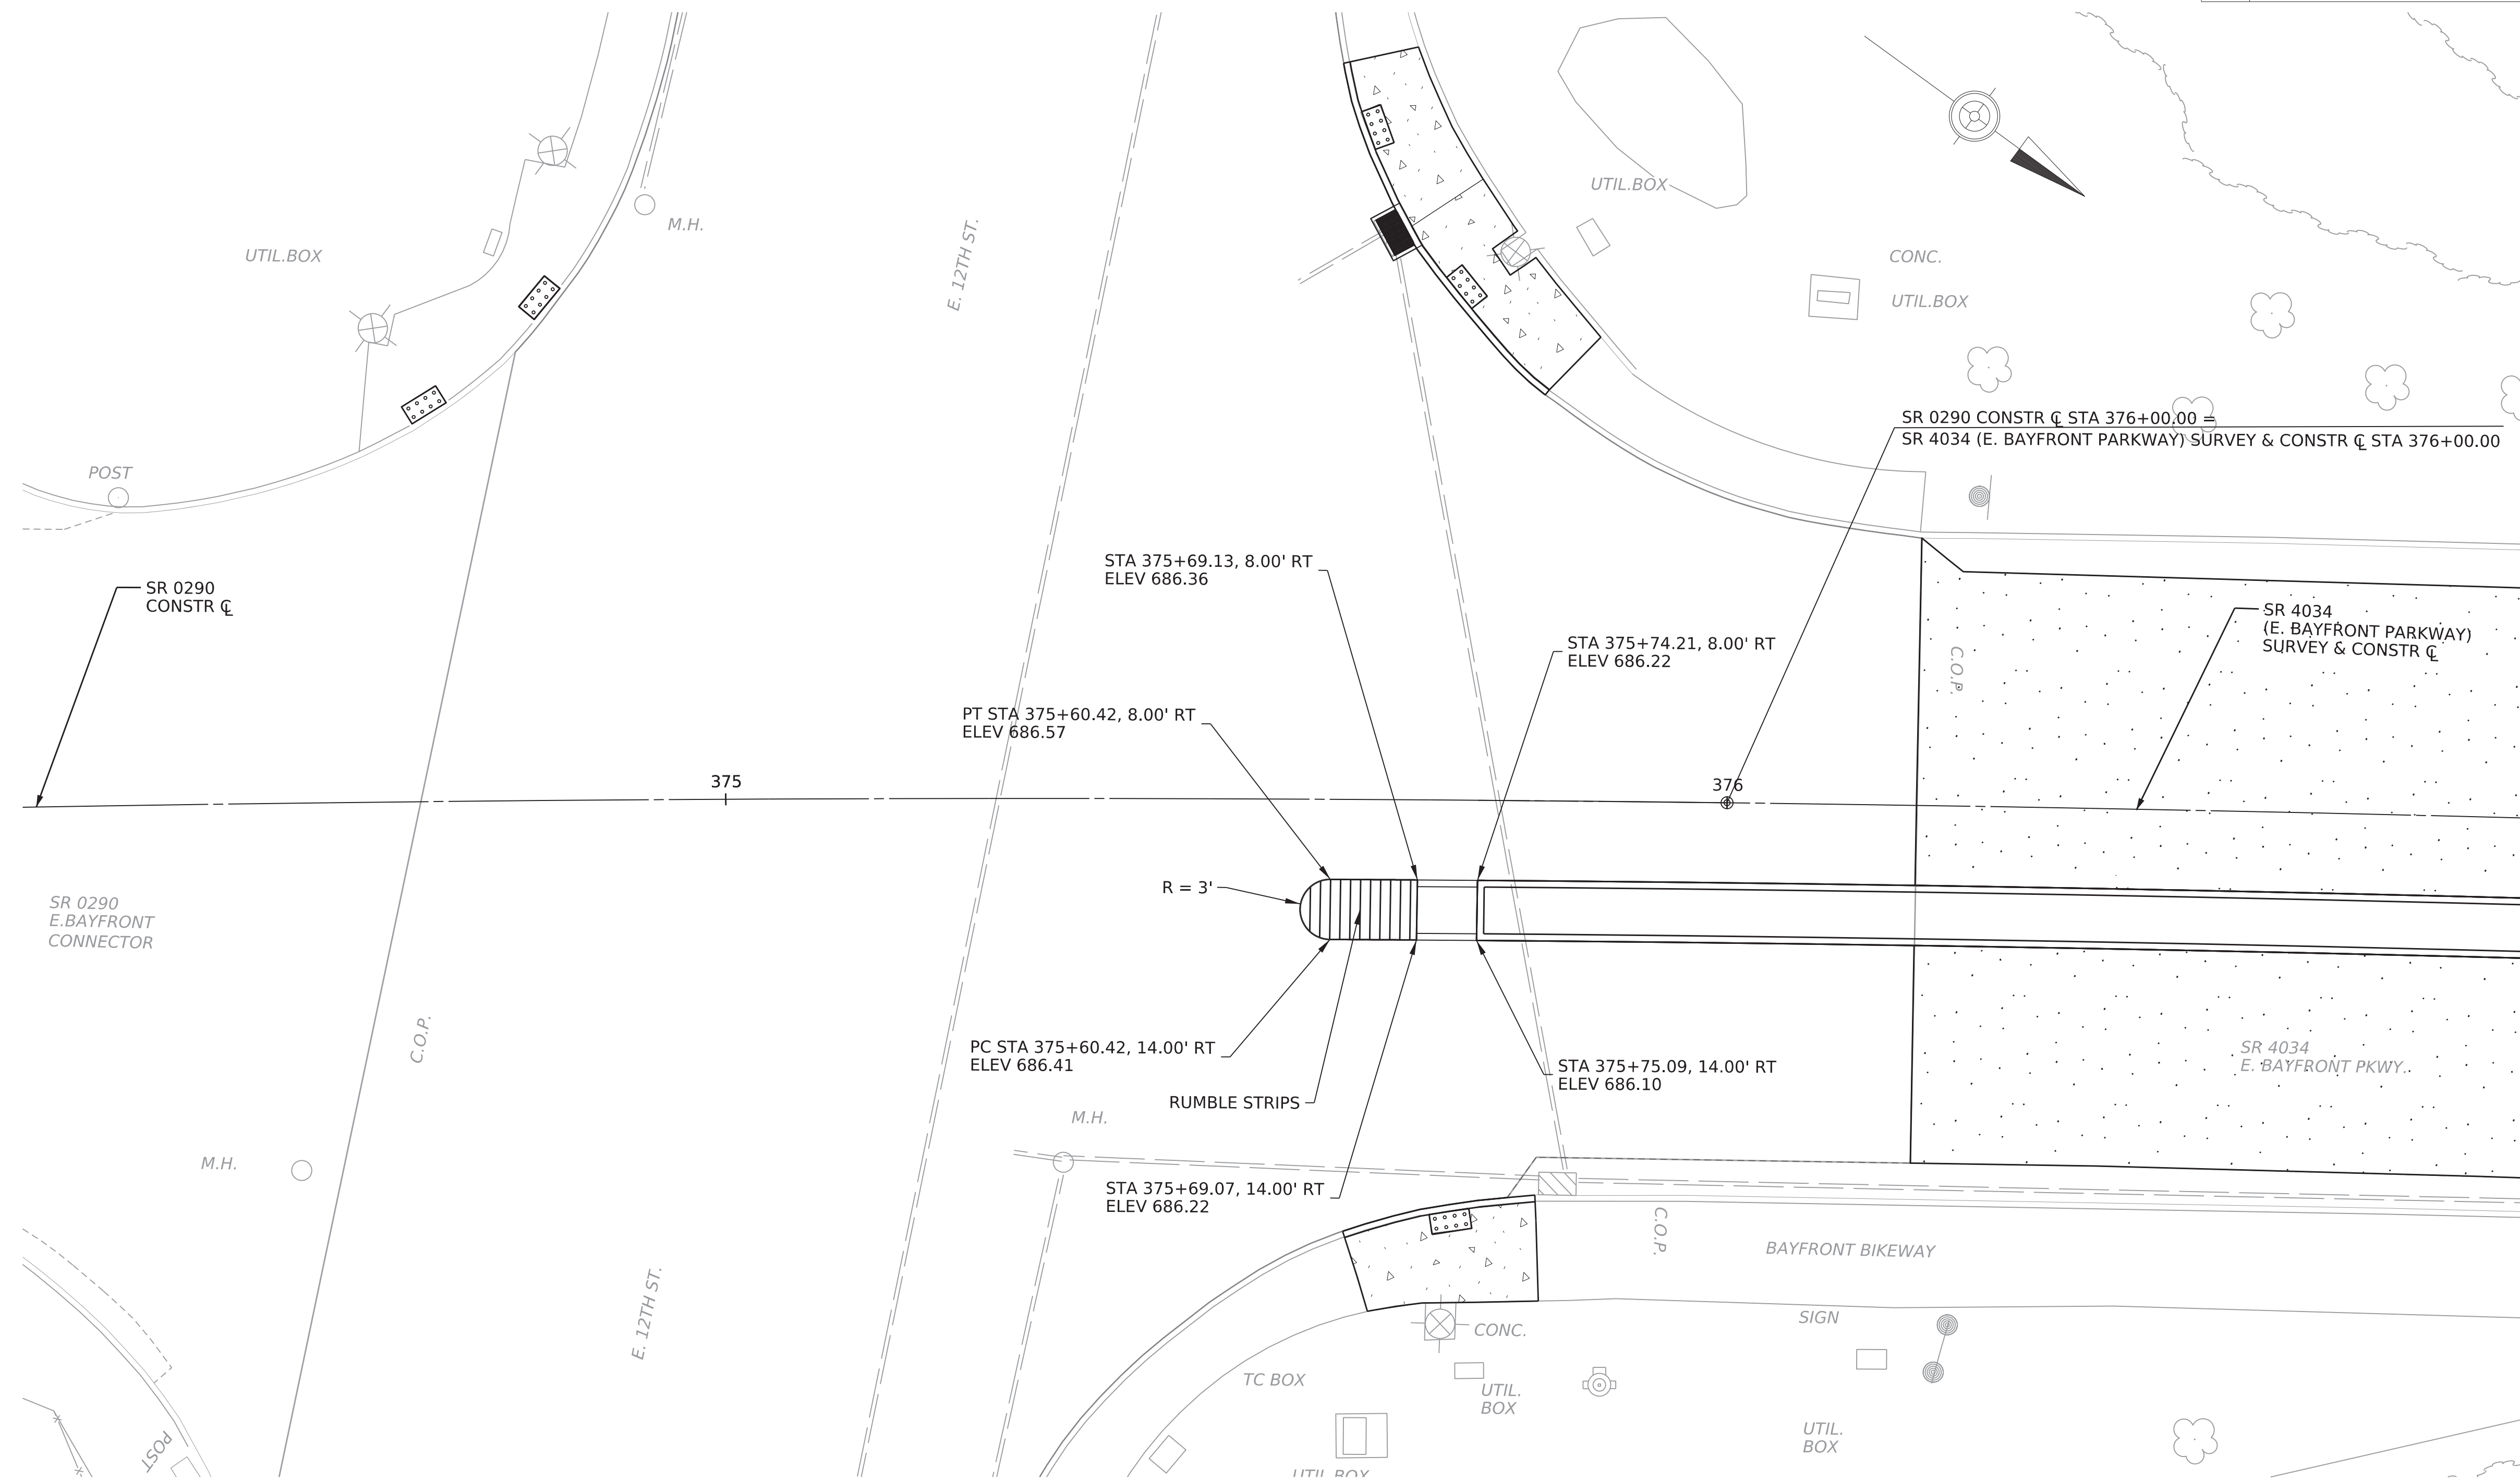 UTIL.BOX
M.H.
E. 12TH ST.
UTIL.BOX
CONC.
UTIL.BOX
SR 0290 CONSTR ℄ STA 376+00.00 =
SR 4034 (E. BAYFRONT PARKWAY) SURVEY & CONSTR ℄ STA 376+00.00
POST
SR 0290
CONSTR ℄
STA 375+69.13, 8.00' RT
ELEV 686.36
STA 375+74.21, 8.00' RT
ELEV 686.22
C.O.P.
SR 4034
(E. BAYFRONT PARKWAY)
SURVEY & CONSTR ℄
PT STA 375+60.42, 8.00' RT
ELEV 686.57
375
376
R = 3'
SR 0290
E.BAYFRONT
CONNECTOR
C.O.P.
PC STA 375+60.42, 14.00' RT
ELEV 686.41
RUMBLE STRIPS
STA 375+75.09, 14.00' RT
ELEV 686.10
SR 4034
E. BAYFRONT PKWY.
M.H.
M.H.
STA 375+69.07, 14.00' RT
ELEV 686.22
C.O.P.
BAYFRONT BIKEWAY
E. 12TH ST.
SIGN
CONC.
TC BOX
UTIL.
BOX
UTIL.
BOX
POST
UTIL.BOX